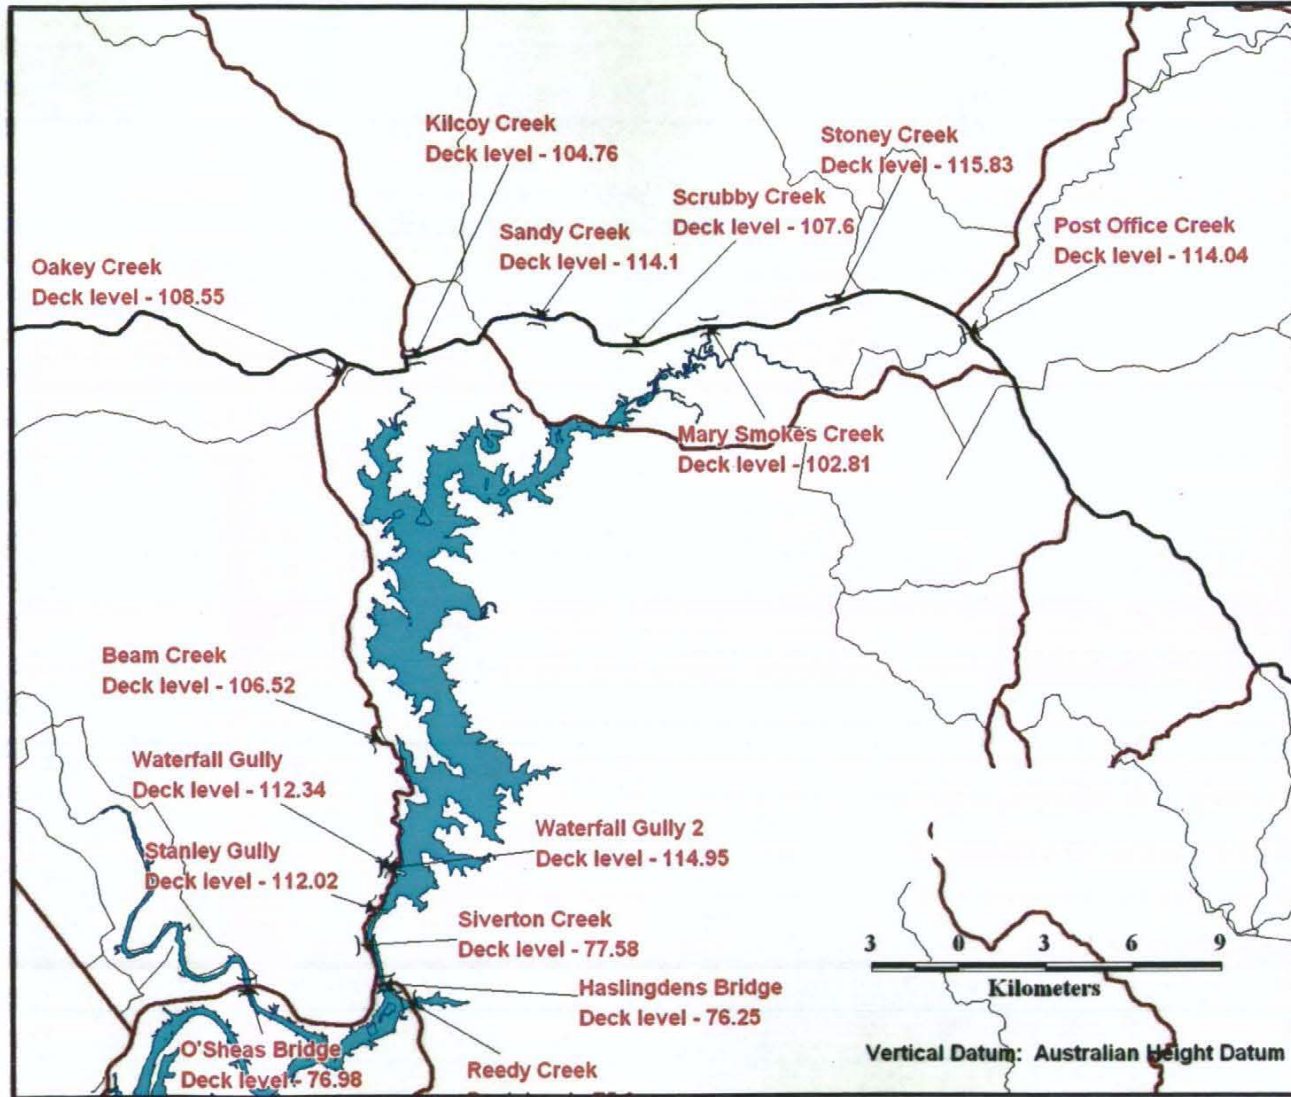 Kilcoy Creek
Deck level - 104.76
Stoney Creek
Deck level - 115.83
Scrubby Creek
Deck level - 107.6
Sandy Creek
Deck level - 114.1
Post Office Creek
Deck level - 114.04
Oakey Creek
Deck level - 108.55
Mary Smokes Creek
Deck level - 102.81
Beam Creek
Deck level - 106.52
Waterfall Gully
Deck level - 112.34
Waterfall Gully 2
Deck level - 114.95
Stanley Gully
Deck level - 112.02
Siverton Creek
Deck level - 77.58
3 0 3 6 9
Kilometers
Haslingdens Bridge
Deck level - 76.25
O'Sheas Bridge
Deck level - 76.98
Vertical Datum: Australian Height Datum
Reedy Creek